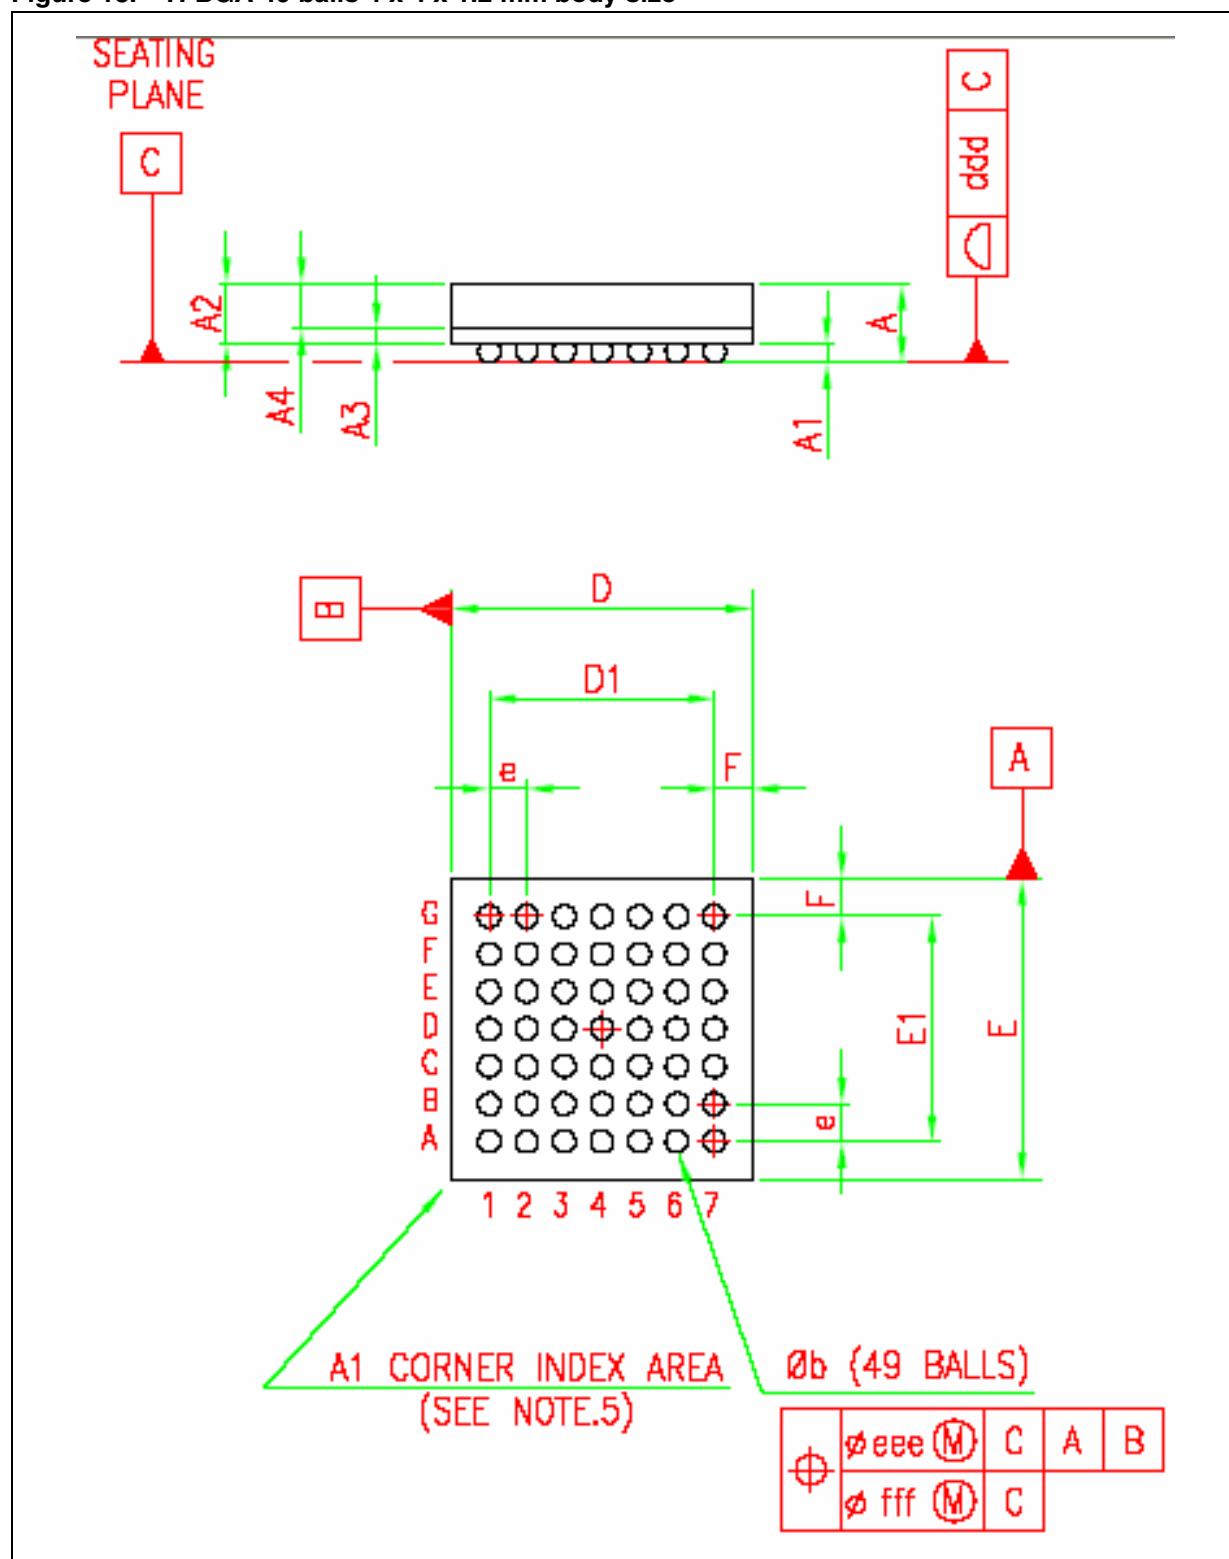 SEATING
PLANE
C
C
ddd
A2
A4
A3
A
A1
B
D
D1
e
F
A
G
F
E
D
C
B
A
F
E1
E
e
1 2 3 4 5 6 7
A1 CORNER INDEX AREA
(SEE NOTE.5)
Øb (49 BALLS)
ø eee Ⓜ C A B
ø fff Ⓜ C